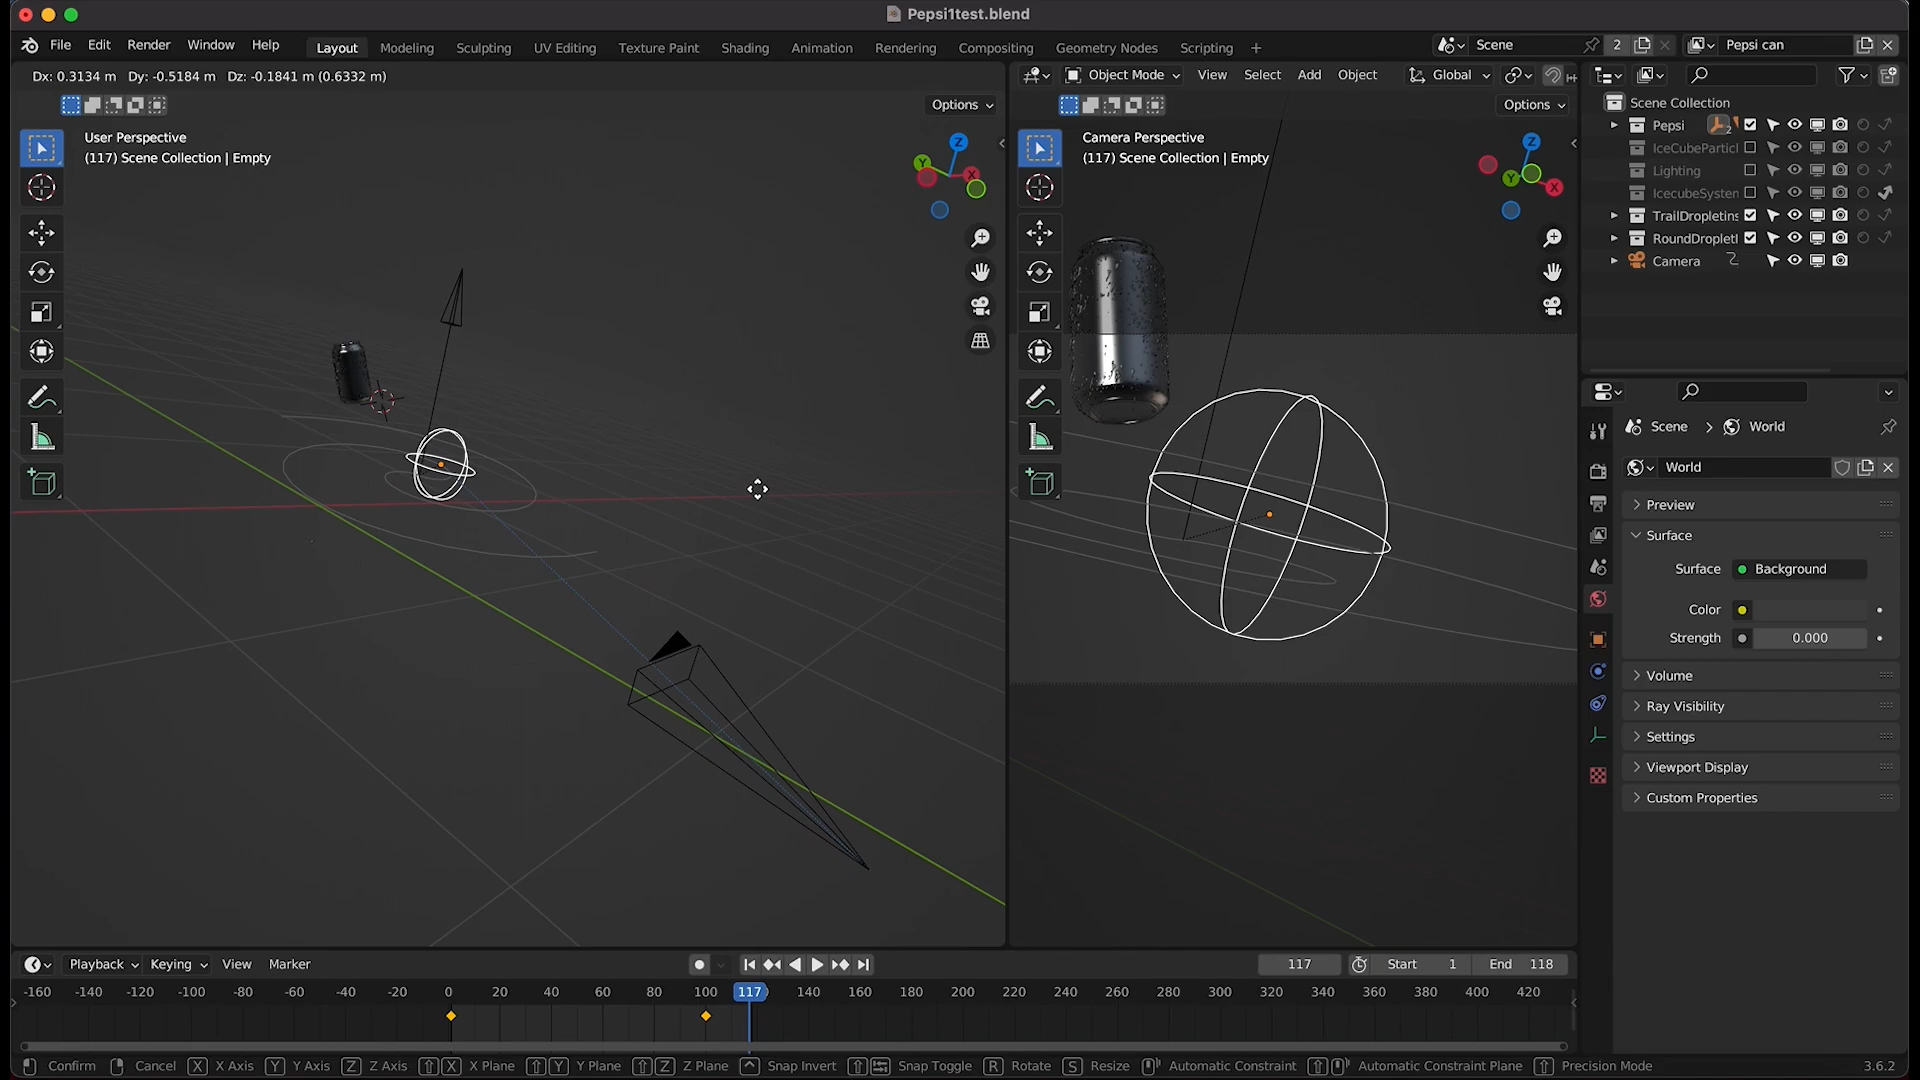 Pepsi1test.blend
File Edit Render Window Help Layout Modeling Sculpting UV Editing Texture Paint Shading Animation Rendering Compositing Geometry Nodes Scripting + Scene 2 Pepsi can
Dx: 0.3134 m Dy: -0.5184 m Dz: -0.1841 m (0.6332 m)
Object Mode View Select Add Object Global
Options
Options
User Perspective
(117) Scene Collection | Empty
Camera Perspective
(117) Scene Collection | Empty
Z
Y
X
Z
Y
X
Scene Collection
Pepsi 2
IceCubeParticl
Lighting
IcecubeSysten
TrailDropletins
RoundDropletI
Camera
Scene > World
World
Preview
Surface
Surface Background
Color
Strength 0.000
Volume
Ray Visibility
Settings
Viewport Display
Custom Properties
Playback Keying View Marker 117 Start 1 End 118
-160 -140 -120 -100 -80 -60 -40 -20 0 20 40 60 80 100 117 140 160 180 200 220 240 260 280 300 320 340 360 380 400 420
Confirm Cancel X X Axis Y Y Axis Z Z Axis X X Plane Y Y Plane Z Z Plane Snap Invert Snap Toggle R Rotate S Resize Automatic Constraint Automatic Constraint Plane Precision Mode 3.6.2